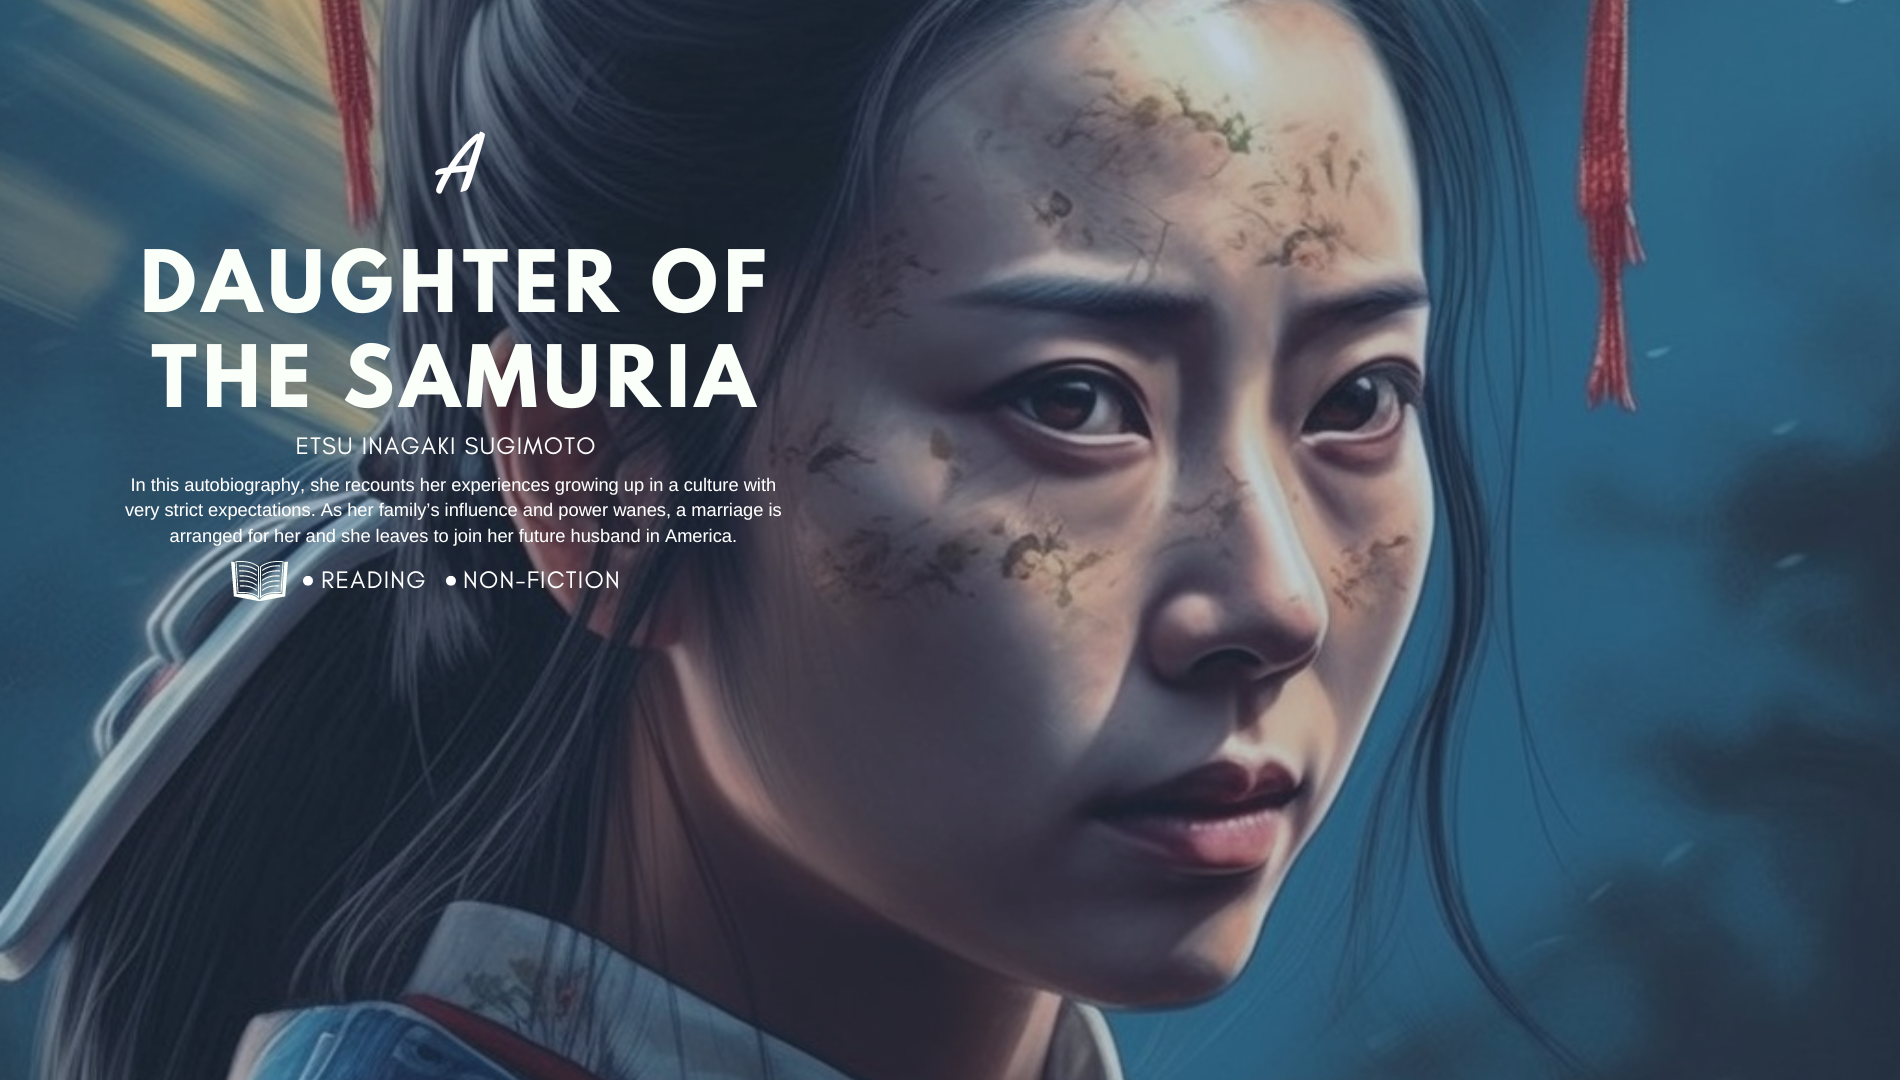 A
DAUGHTER OF
THE SAMURIA
ETSU INAGAKI SUGIMOTO
In this autobiography, she recounts her experiences growing up in a culture with
very strict expectations. As her family’s influence and power wanes, a marriage is
arranged for her and she leaves to join her future husband in America.
• READING • NON-FICTION